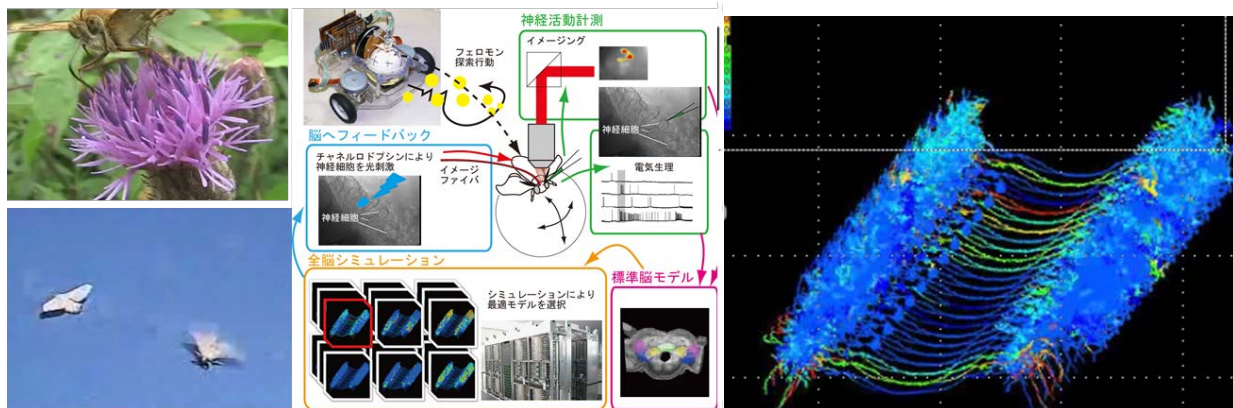 神経活動計測
イメージング
フェロモン
探索行動
神経細胞
脳へフィードバック
チャネルロドプシンにより
神経細胞を光刺激
イメージ
ファイバ
神経細胞
電気生理
全脳シミュレーション
シミュレーションにより
最適モデルを選択
標準脳モデル